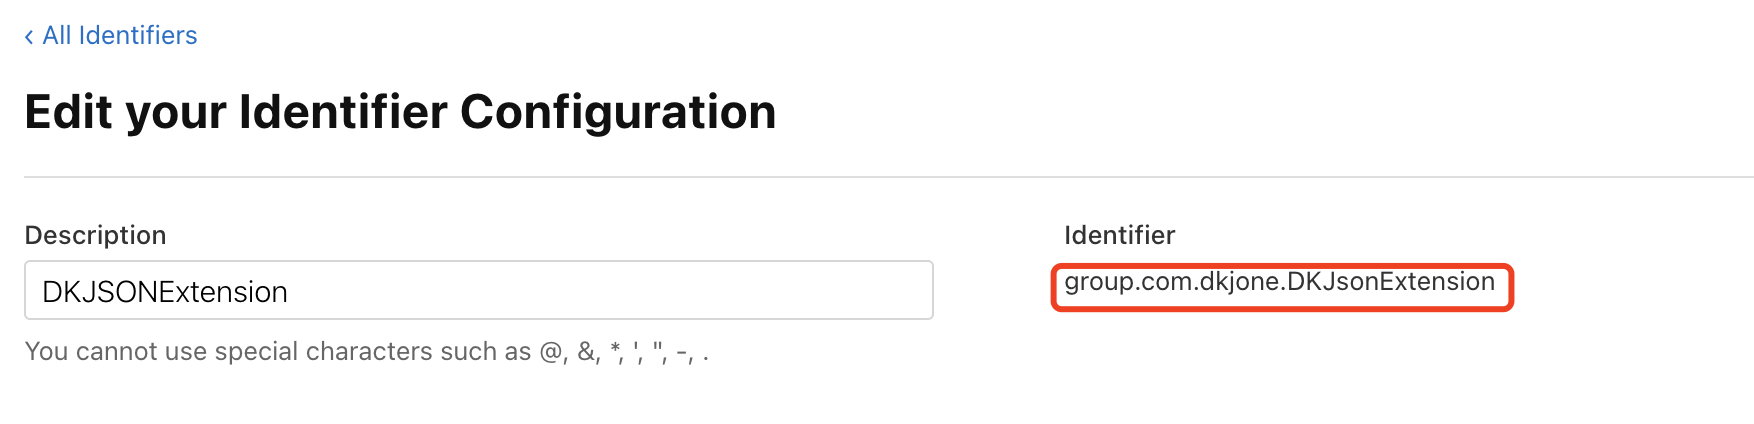 ‹ All Identifiers
Edit your Identifier Configuration
Description
Identifier
DKJSONExtension
group.com.dkjone.DKJsonExtension
You cannot use special characters such as @, &, *, ', ", -, .